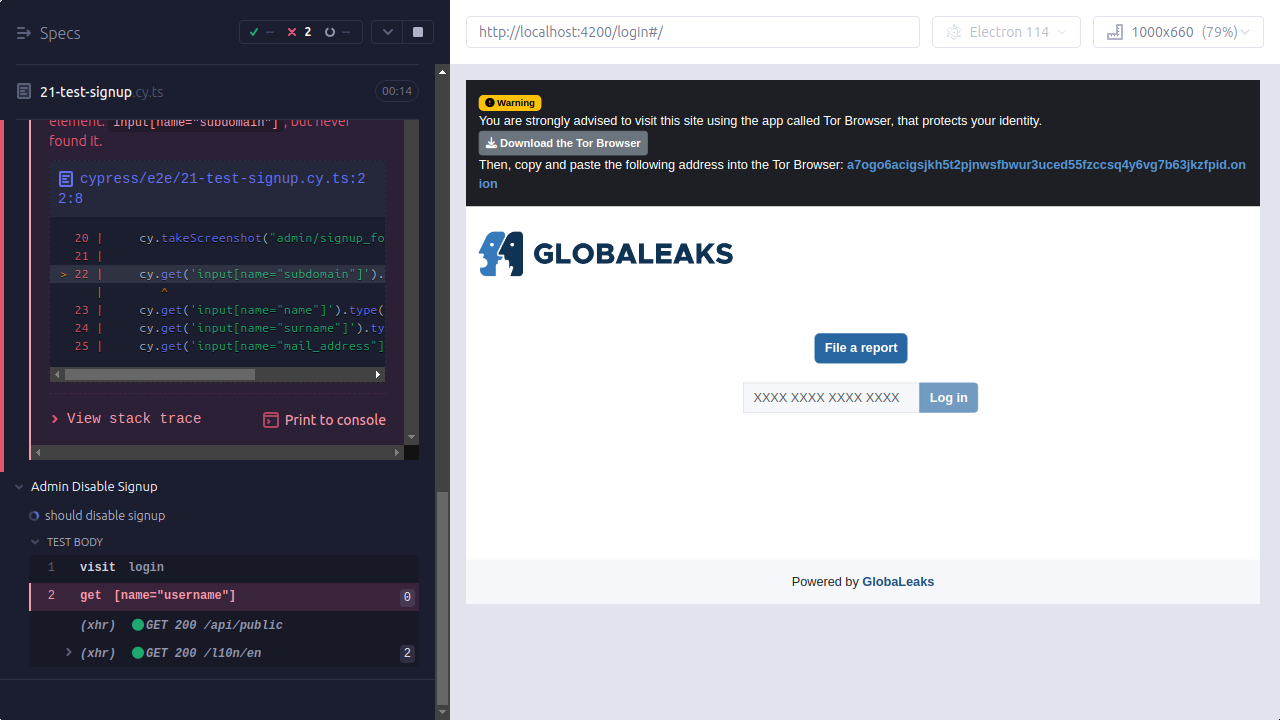 Specs
-- 2 --
21-test-signup.cy.ts
00:14
element: input[name="subdomain"], but never
found it.
cypress/e2e/21-test-signup.cy.ts:2
2:8
20 | cy.takeScreenshot("admin/signup_fo
21 |
> 22 | cy.get('input[name="subdomain"]').
| ^
23 | cy.get('input[name="name"]').type(
24 | cy.get('input[name="surname"]').ty
25 | cy.get('input[name="mail_address"]
View stack trace
Print to console
Admin Disable Signup
should disable signup
TEST BODY
1 visit login
2 get [name="username"] 0
(xhr) GET 200 /api/public
(xhr) GET 200 /l10n/en 2
http://localhost:4200/login#/
Electron 114
1000x660 (79%)
Warning
You are strongly advised to visit this site using the app called Tor Browser, that protects your identity.
Download the Tor Browser
Then, copy and paste the following address into the Tor Browser: a7ogo6acigsjkh5t2pjnwsfbwur3uced55fzccsq4y6vg7b63jkzfpid.on
ion
GLOBALEAKS
File a report
XXXX XXXX XXXX XXXX
Log in
Powered by GlobaLeaks